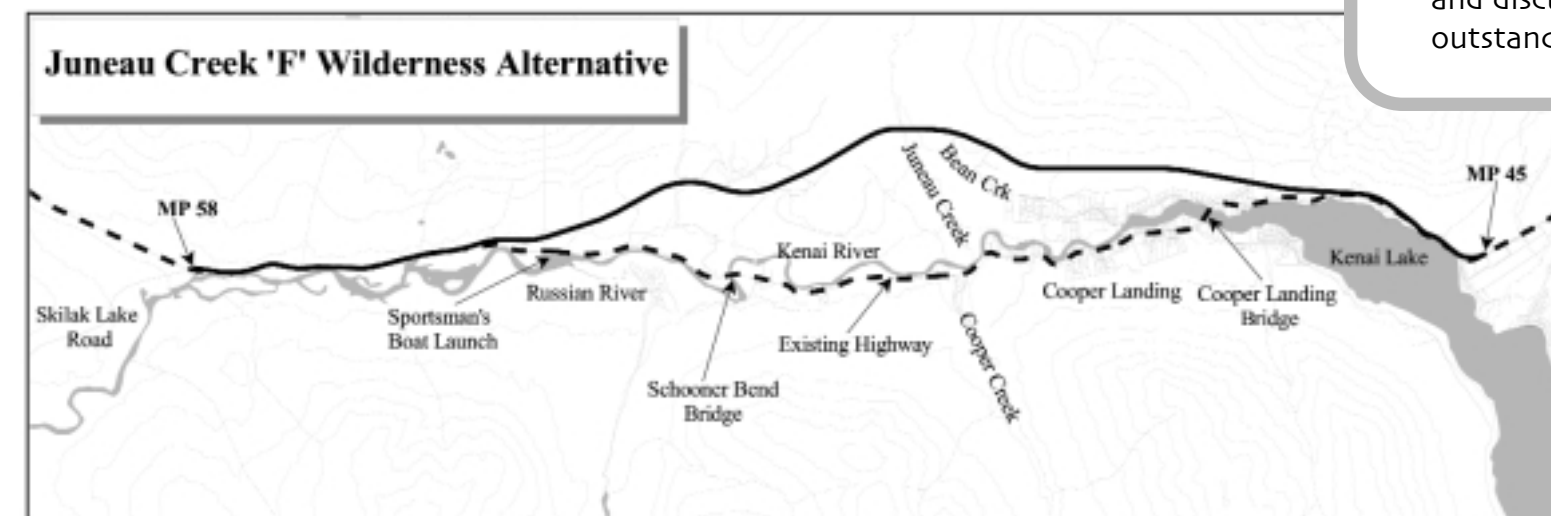 outstanc
Juneau Creek 'F' Wilderness Alternative
MP 58
Juneau Creek
Bean Crk
MP 45
Kenai River
Kenai Lake
Skilak Lake
Road
Sportsman's
Boat Launch
Russian River
Cooper Landing
Cooper Landing
Bridge
Existing Highway
Cooper Creek
Schooner Bend
Bridge